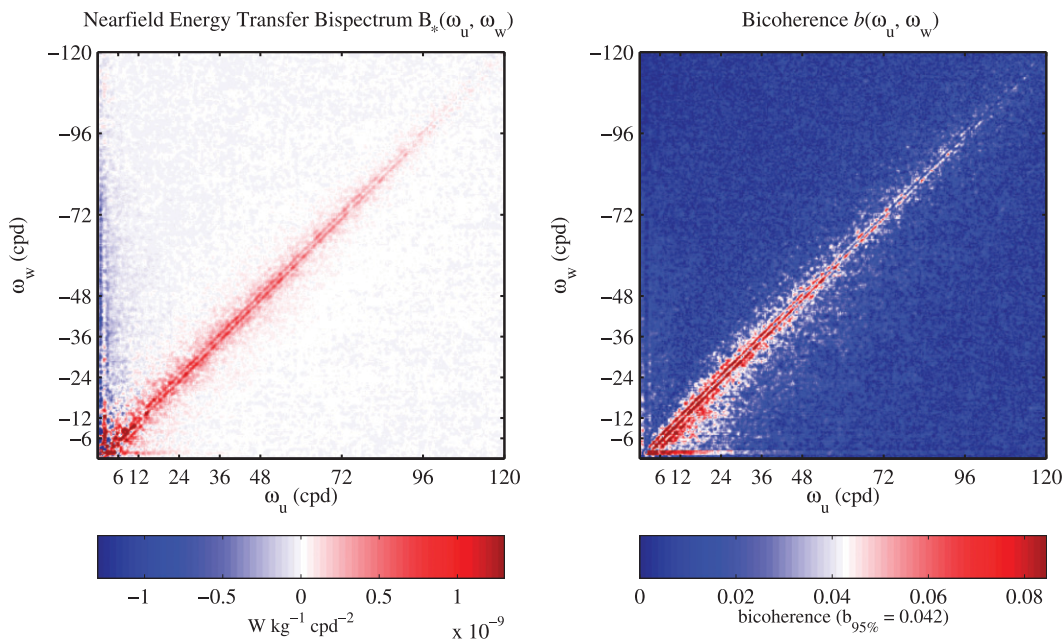 Nearfield Energy Transfer Bispectrum B*(ωu, ωw)
−120
−96
−72
−48
−36
−24
−12
−6
ωw (cpd)
6 12 24 36 48 72 96 120
ωu (cpd)
−1 −0.5 0 0.5 1
W kg−1 cpd−2
x 10−9
Bicoherence b(ωu, ωw)
−120
−96
−72
−48
−36
−24
−12
−6
ωw (cpd)
6 12 24 36 48 72 96 120
ωu (cpd)
0 0.02 0.04 0.06 0.08
bicoherence (b95% = 0.042)